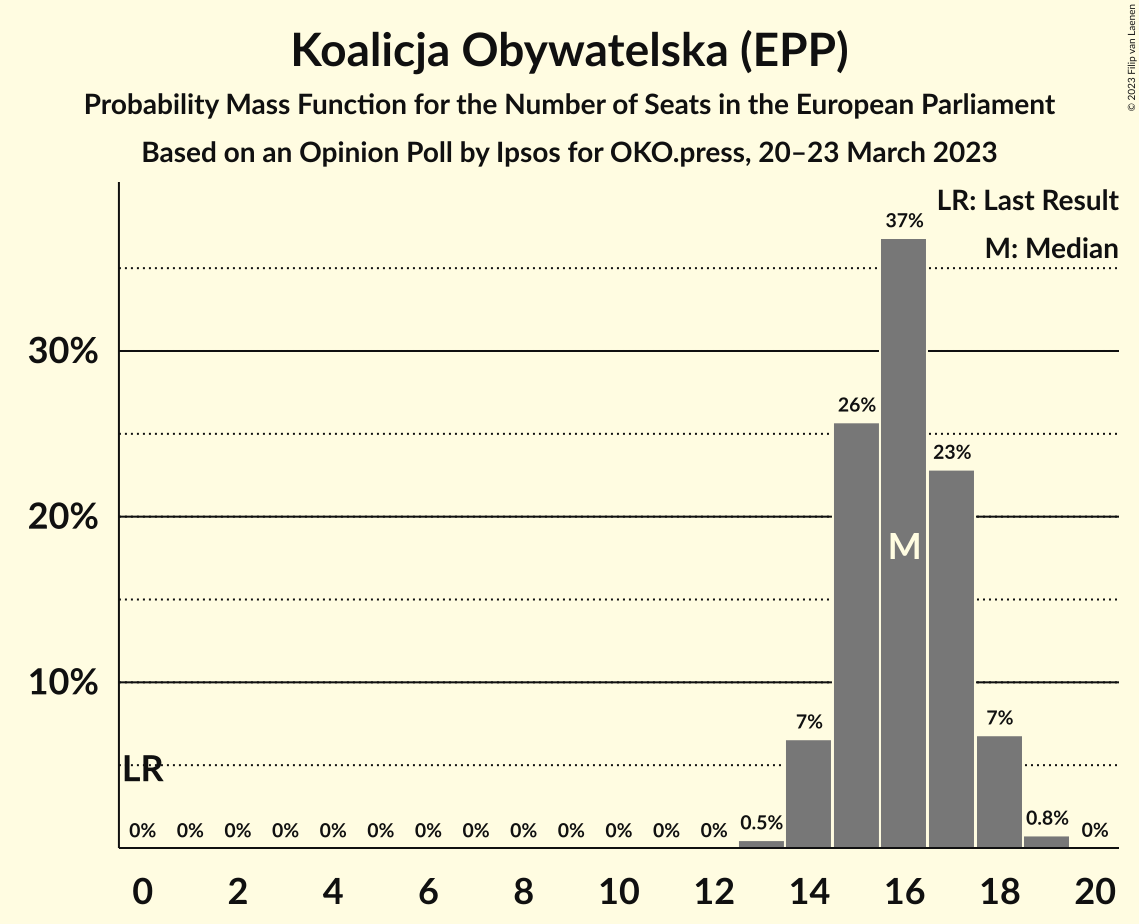 Koalicja Obywatelska (EPP)
Probability Mass Function for the Number of Seats in the European Parliament
Based on an Opinion Poll by Ipsos for OKO.press, 20–23 March 2023
© 2023 Filip van Laenen
LR: Last Result
M: Median
37%
30%
26%
23%
20%
M
10%
7%
7%
LR
0% 0% 0% 0% 0% 0% 0% 0% 0% 0% 0% 0% 0% 0.5% 0.8% 0%
0 2 4 6 8 10 12 14 16 18 20